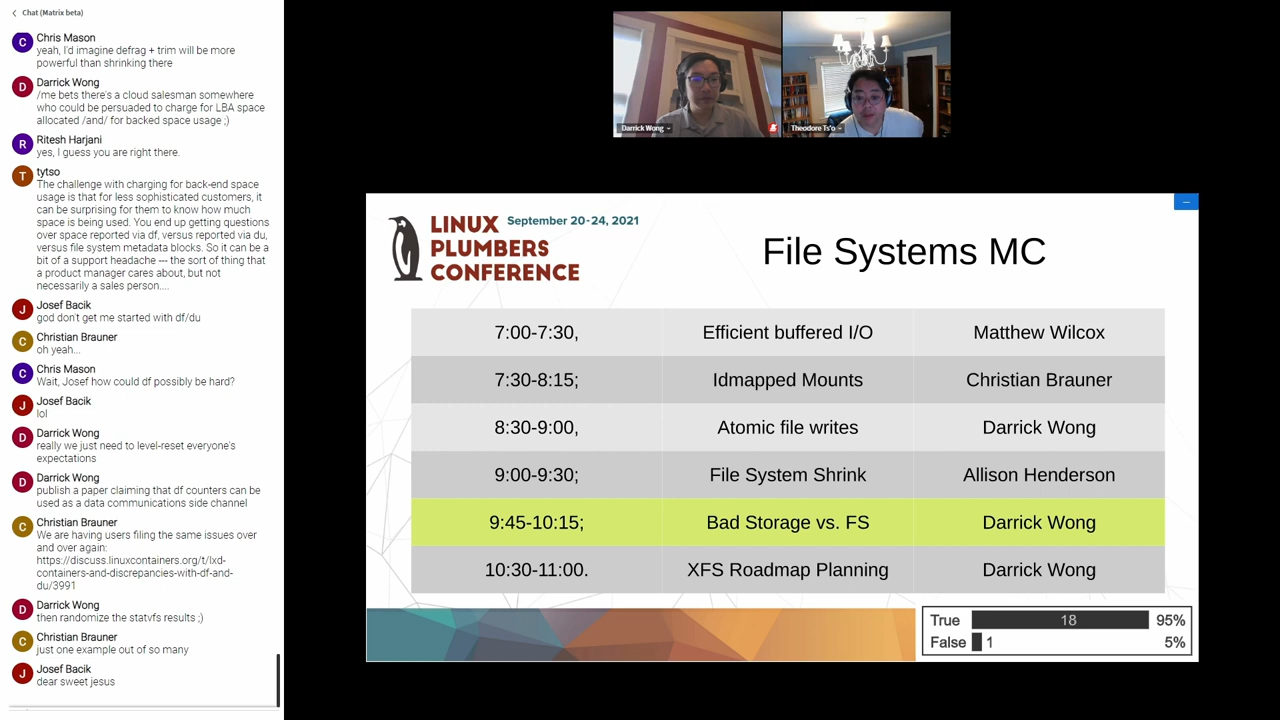 Chat (Matrix beta)
C
Chris Mason
yeah, I'd imagine defrag + trim will be more
powerful than shrinking there
D
Darrick Wong
/me bets there's a cloud salesman somewhere
who could be persuaded to charge for LBA space
allocated /and/ for backed space usage ;)
R
Ritesh Harjani
yes, I guess you are right there.
T
tytso
The challenge with charging for back-end space
usage is that for less sophisticated customers, it
can be surprising for them to know how much
space is being used. You end up getting questions
over space reported via df, versus reported via du,
versus file system metadata blocks. So it can be a
bit of a support headache --- the sort of thing that
a product manager cares about, but not
necessarily a sales person....
J
Josef Bacik
god don't get me started with df/du
C
Christian Brauner
oh yeah...
C
Chris Mason
Wait, Josef how could df possibly be hard?
J
Josef Bacik
lol
D
Darrick Wong
really we just need to level-reset everyone's
expectations
D
Darrick Wong
publish a paper claiming that df counters can be
used as a data communications side channel
C
Christian Brauner
We are having users filing the same issues over
and over again:
https://discuss.linuxcontainers.org/t/lxd-
containers-and-discrepancies-with-df-and-
du/3991
D
Darrick Wong
then randomize the statvfs results ;)
C
Christian Brauner
just one example out of so many
J
Josef Bacik
dear sweet jesus
Darrick Wong
Theodore Ts'o
LINUX September 20-24, 2021
PLUMBERS
CONFERENCE
File Systems MC
7:00-7:30, Efficient buffered I/O Matthew Wilcox
7:30-8:15; Idmapped Mounts Christian Brauner
8:30-9:00, Atomic file writes Darrick Wong
9:00-9:30; File System Shrink Allison Henderson
9:45-10:15; Bad Storage vs. FS Darrick Wong
10:30-11:00. XFS Roadmap Planning Darrick Wong
True 18 95%
False 1 5%